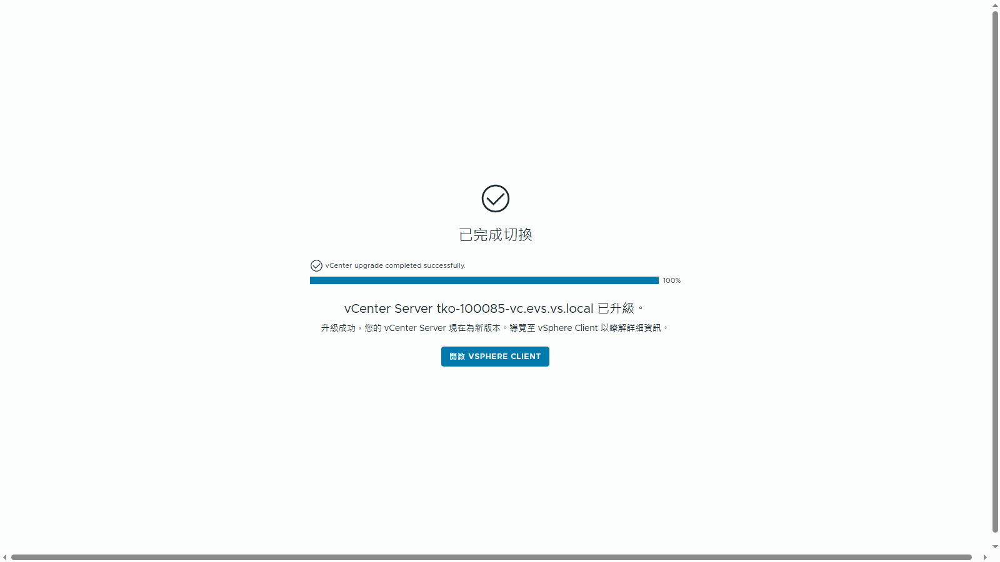 已完成切換
vCenter upgrade completed successfully.
100%
vCenter Server tko-100085-vc.evs.vs.local 已升級。
升級成功，您的 vCenter Server 現在為新版本。導覽至 vSphere Client 以瞭解詳細資訊。
開啟 VSPHERE CLIENT